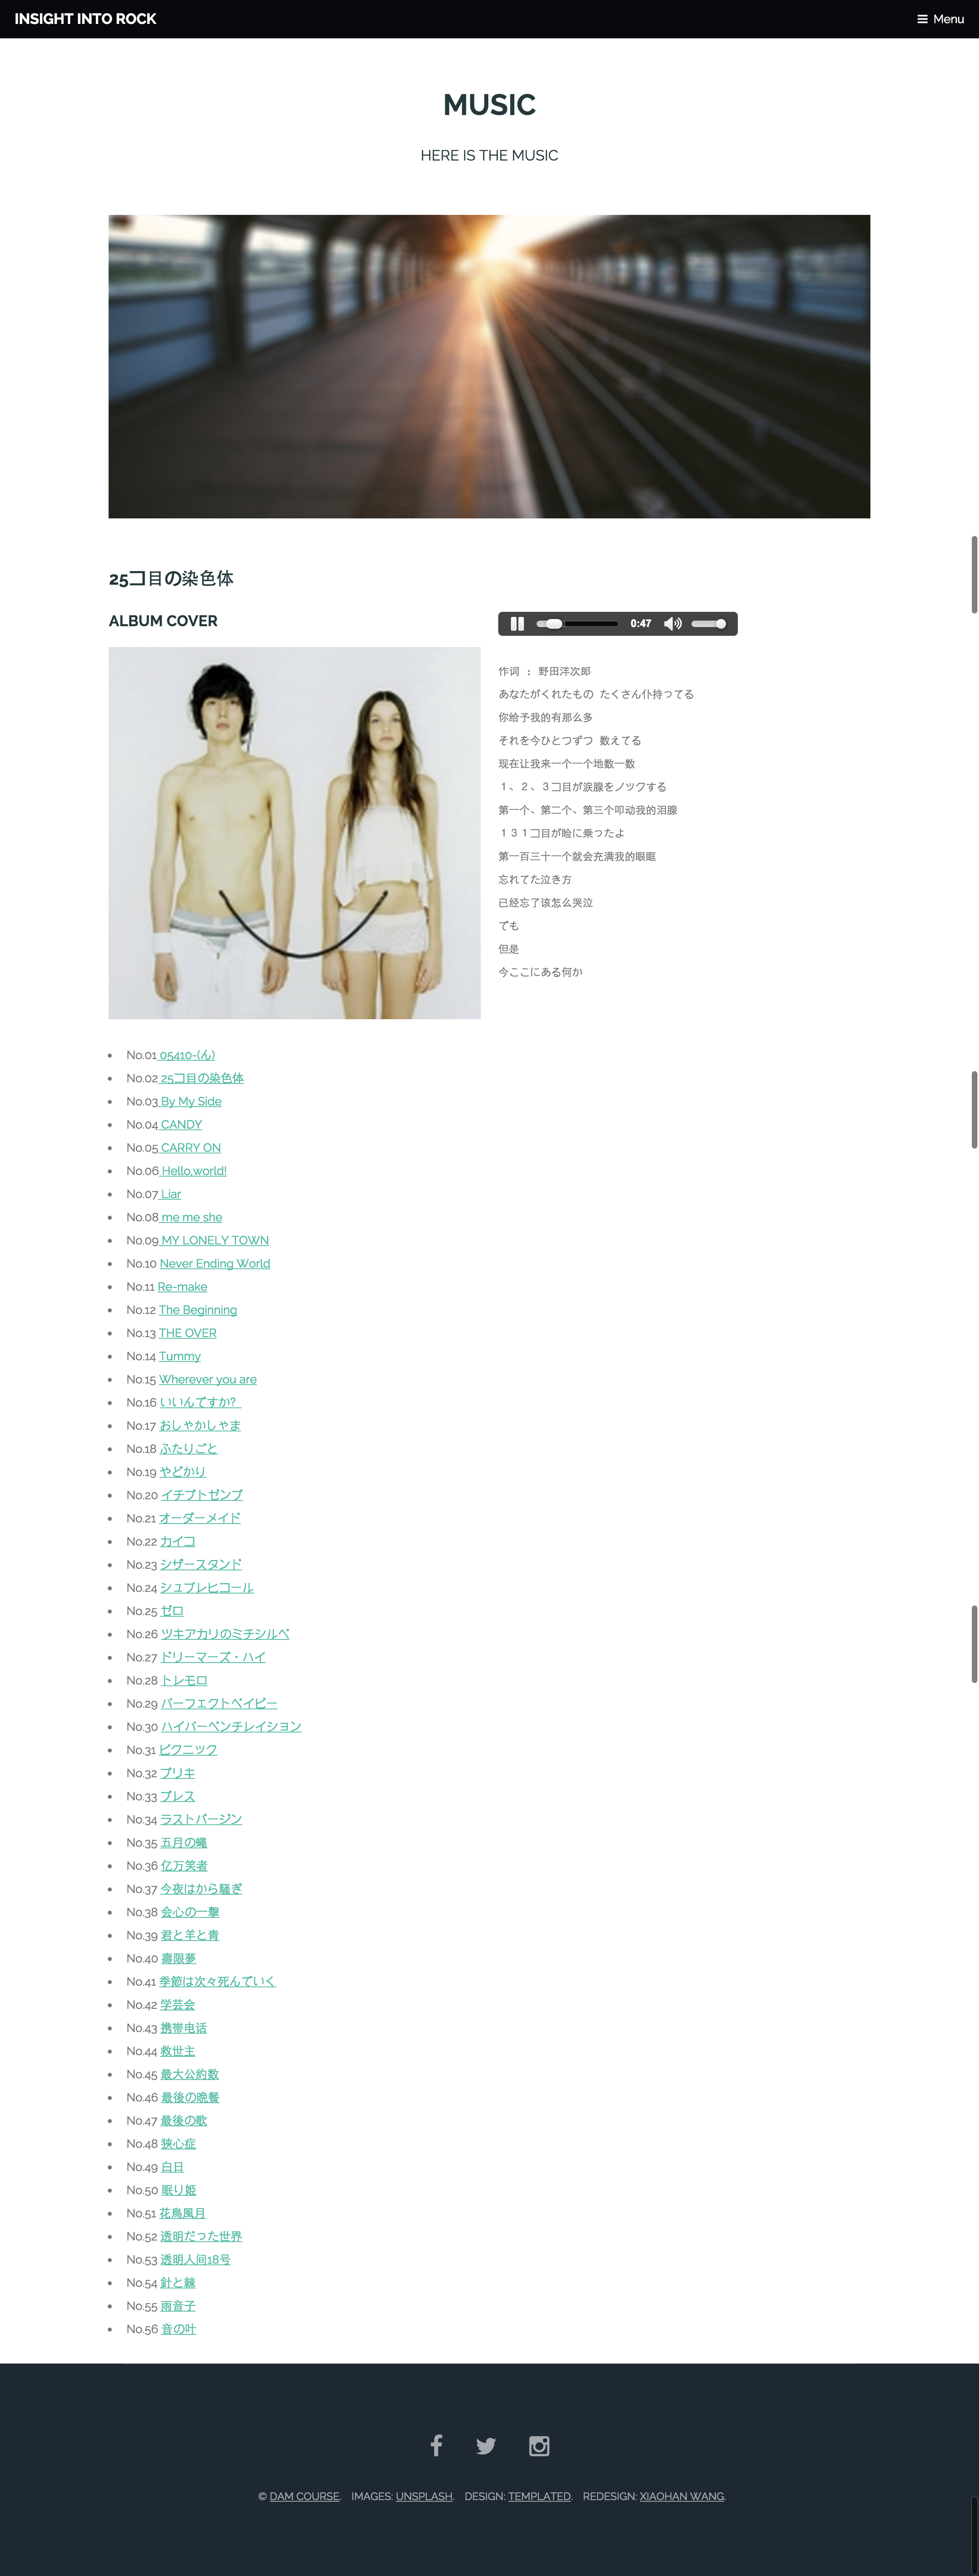 INSIGHT INTO ROCK
Menu
MUSIC
HERE IS THE MUSIC
25コ目の染色体
ALBUM COVER
0:47
作词 : 野田洋次郎
あなたがくれたもの たくさん仆持ってる
你给予我的有那么多
それを今ひとつずつ 数えてる
现在让我来一个一个地数一数
１、２、３コ目が涙腺をノックする
第一个、第二个、第三个叩动我的泪腺
１３１コ目が睑に乗ったよ
第一百三十一个就会充满我的眼眶
忘れてた泣き方
已经忘了该怎么哭泣
でも
但是
今ここにある何か
No.01 05410-(ん)
No.02 25コ目の染色体
No.03 By My Side
No.04 CANDY
No.05 CARRY ON
No.06 Hello,world!
No.07 Liar
No.08 me me she
No.09 MY LONELY TOWN
No.10 Never Ending World
No.11 Re-make
No.12 The Beginning
No.13 THE OVER
No.14 Tummy
No.15 Wherever you are
No.16 いいんですか？
No.17 おしゃかしゃま
No.18 ふたりごと
No.19 やどかり
No.20 イチブトゼンブ
No.21 オーダーメイド
No.22 カイコ
No.23 シザースタンド
No.24 シュプレヒコール
No.25 ゼロ
No.26 ツキアカリのミチシルベ
No.27 ドリーマーズ・ハイ
No.28 トレモロ
No.29 パーフェクトベイビー
No.30 ハイパーベンチレイション
No.31 ピクニック
No.32 ブリキ
No.33 ブレス
No.34 ラストバージン
No.35 五月の蝿
No.36 亿万笑者
No.37 今夜はから騒ぎ
No.38 会心の一撃
No.39 君と羊と青
No.40 壽限夢
No.41 季節は次々死んでいく
No.42 学芸会
No.43 携帯电话
No.44 救世主
No.45 最大公約数
No.46 最後の晩餐
No.47 最後の歌
No.48 狭心症
No.49 白日
No.50 眠り姫
No.51 花鳥風月
No.52 透明だった世界
No.53 透明人间18号
No.54 針と棘
No.55 雨音子
No.56 音の叶
© DAM COURSE. IMAGES: UNSPLASH. DESIGN: TEMPLATED. REDESIGN: XIAOHAN WANG.